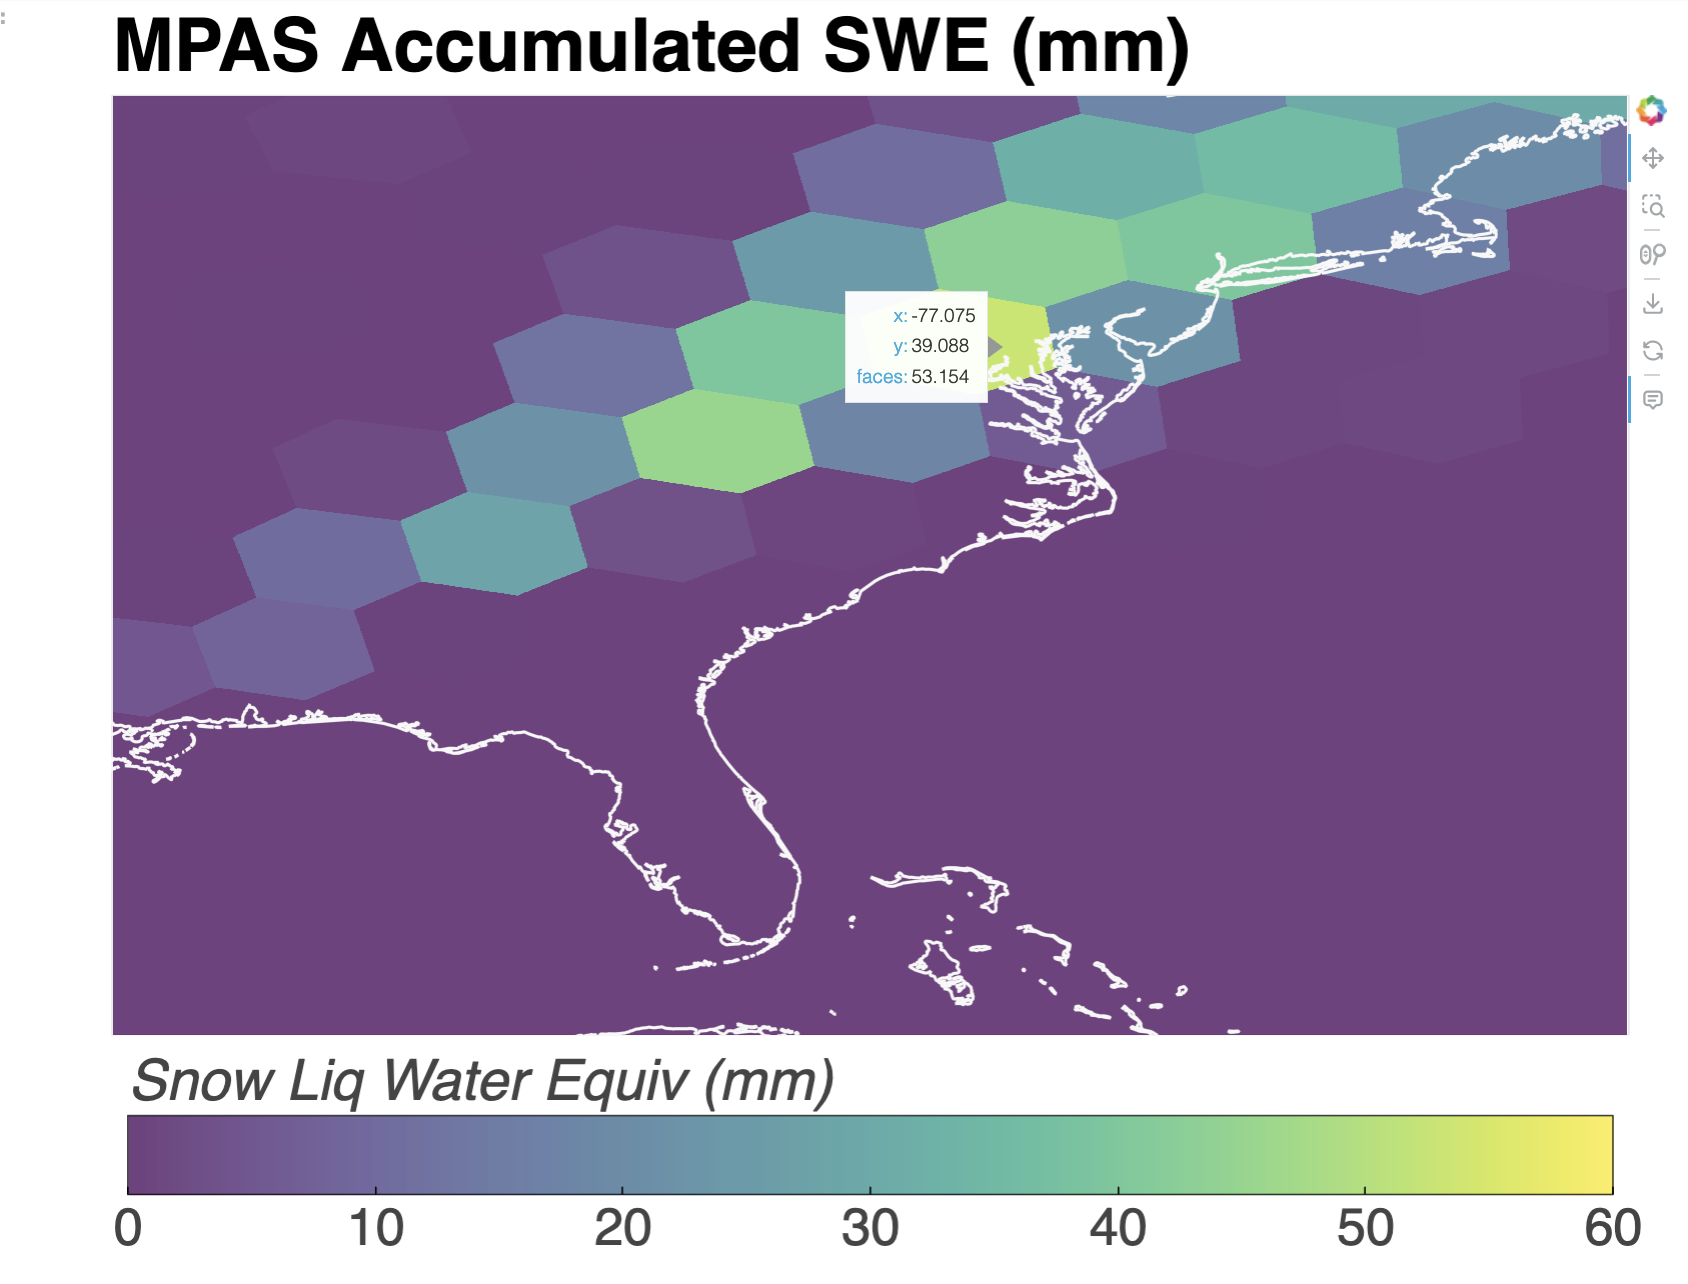 MPAS Accumulated SWE (mm)
x: -77.075
y: 39.088
faces: 53.154
Snow Liq Water Equiv (mm)
0 10 20 30 40 50 60